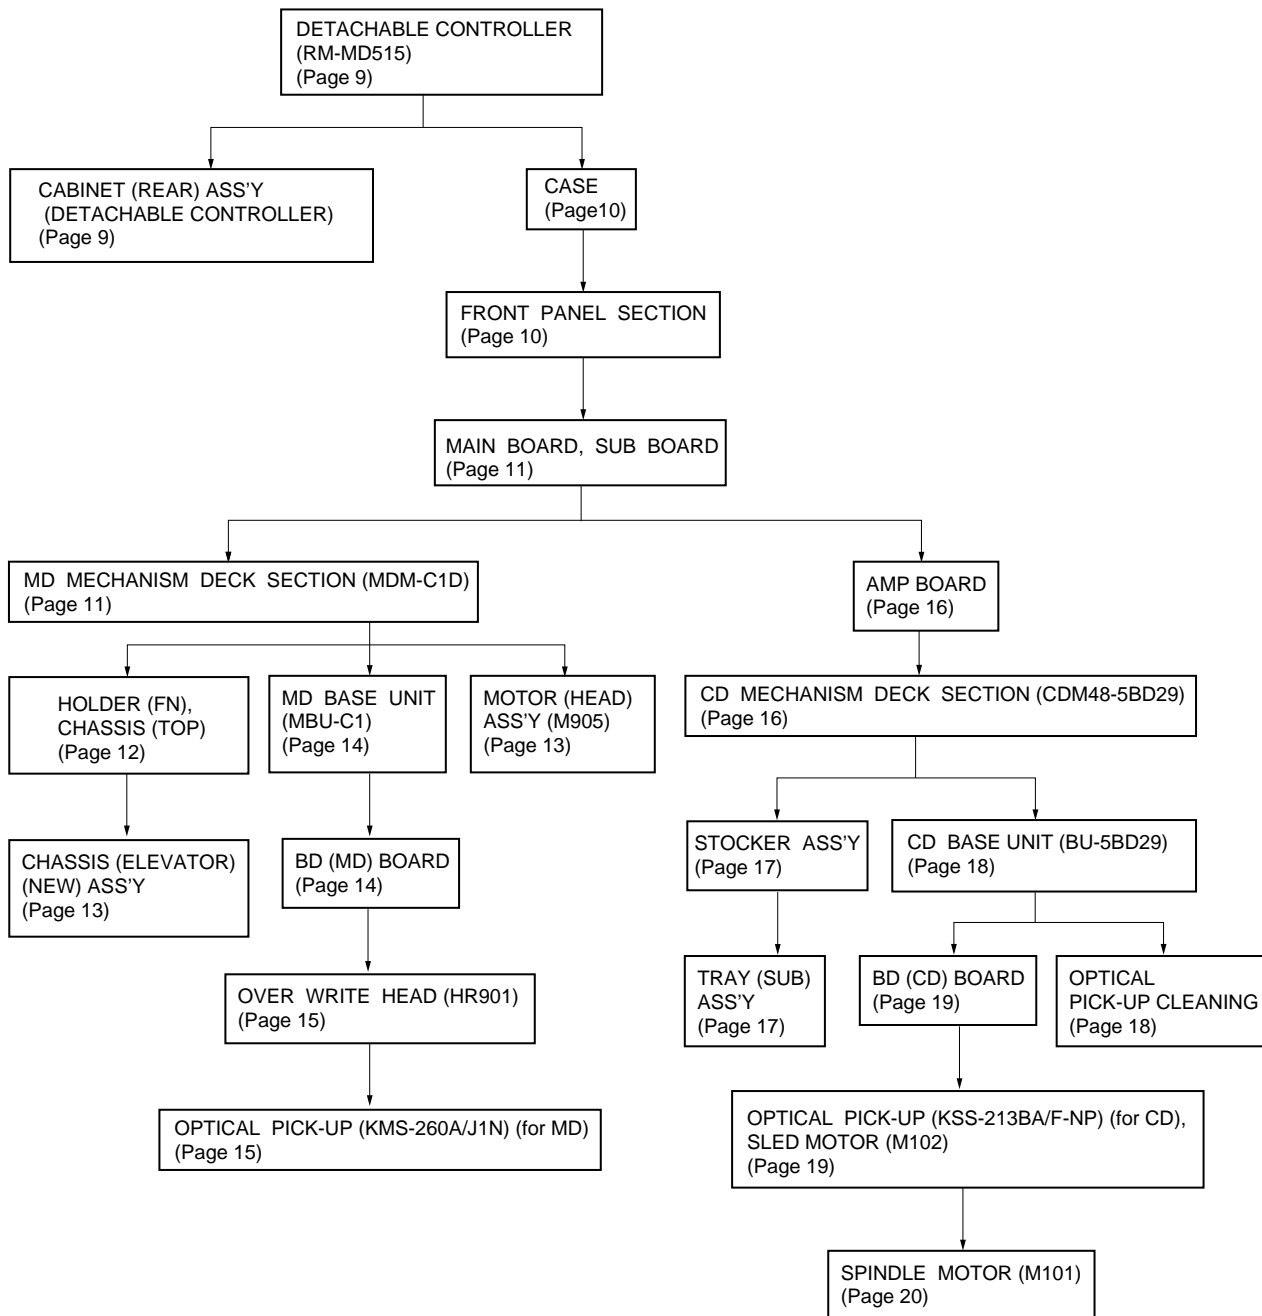 DETACHABLE CONTROLLER
(RM-MD515)
(Page 9)
CABINET (REAR) ASS’Y
(DETACHABLE CONTROLLER)
(Page 9)
CASE
(Page10)
FRONT PANEL SECTION
(Page 10)
MAIN BOARD, SUB BOARD
(Page 11)
MD MECHANISM DECK SECTION (MDM-C1D)
(Page 11)
AMP BOARD
(Page 16)
HOLDER (FN),
CHASSIS (TOP)
(Page 12)
MD BASE UNIT
(MBU-C1)
(Page 14)
MOTOR (HEAD)
ASS’Y (M905)
(Page 13)
CD MECHANISM DECK SECTION (CDM48-5BD29)
(Page 16)
CHASSIS (ELEVATOR)
(NEW) ASS’Y
(Page 13)
BD (MD) BOARD
(Page 14)
STOCKER ASS’Y
(Page 17)
CD BASE UNIT (BU-5BD29)
(Page 18)
OVER WRITE HEAD (HR901)
(Page 15)
TRAY (SUB)
ASS’Y
(Page 17)
BD (CD) BOARD
(Page 19)
OPTICAL
PICK-UP CLEANING
(Page 18)
OPTICAL PICK-UP (KMS-260A/J1N) (for MD)
(Page 15)
OPTICAL PICK-UP (KSS-213BA/F-NP) (for CD),
SLED MOTOR (M102)
(Page 19)
SPINDLE MOTOR (M101)
(Page 20)